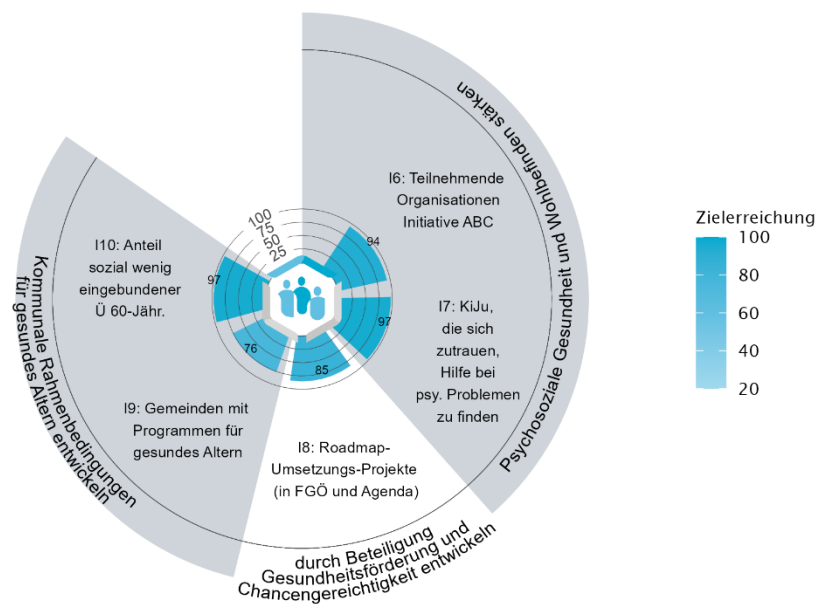 Psychosoziale Gesundheit und Wohlbefinden stärken
I6: Teilnehmende
Organisationen
Initiative ABC
94
I7: KiJu,
die sich
zutrauen,
Hilfe bei
psy. Problemen
zu finden
97
I8: Roadmap-
Umsetzungs-Projekte
(in FGÖ und Agenda)
85
durch Beteiligung
Gesundheitsförderung und
Chancengereichtigkeit entwickeln
I9: Gemeinden mit
Programmen für
gesundes Altern
76
I10: Anteil
sozial wenig
eingebundener
Ü 60-Jähr.
97
Kommunale Rahmenbedingungen
für gesundes Altern entwickeln
100
75
50
25
Zielerreichung
100
80
60
40
20